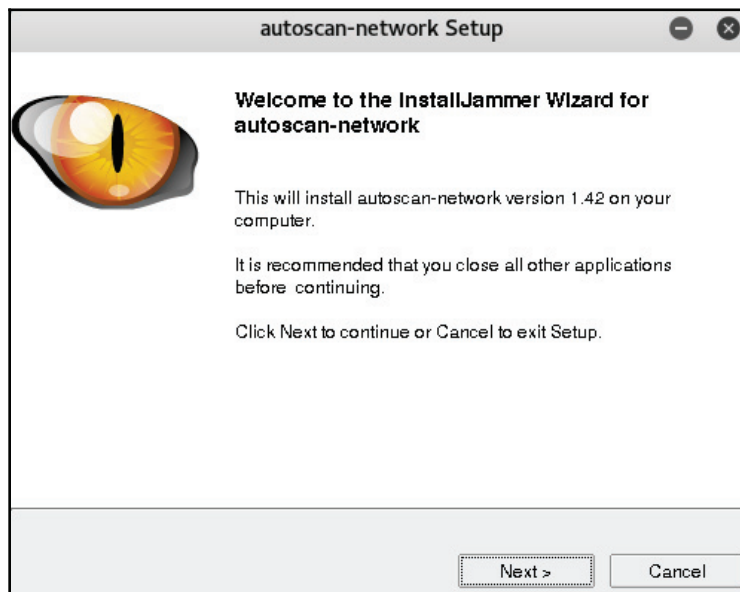 autoscan-network Setup
Welcome to the InstallJammer Wizard for
autoscan-network
This will install autoscan-network version 1.42 on your
computer.
It is recommended that you close all other applications
before continuing.
Click Next to continue or Cancel to exit Setup.
Next >
Cancel